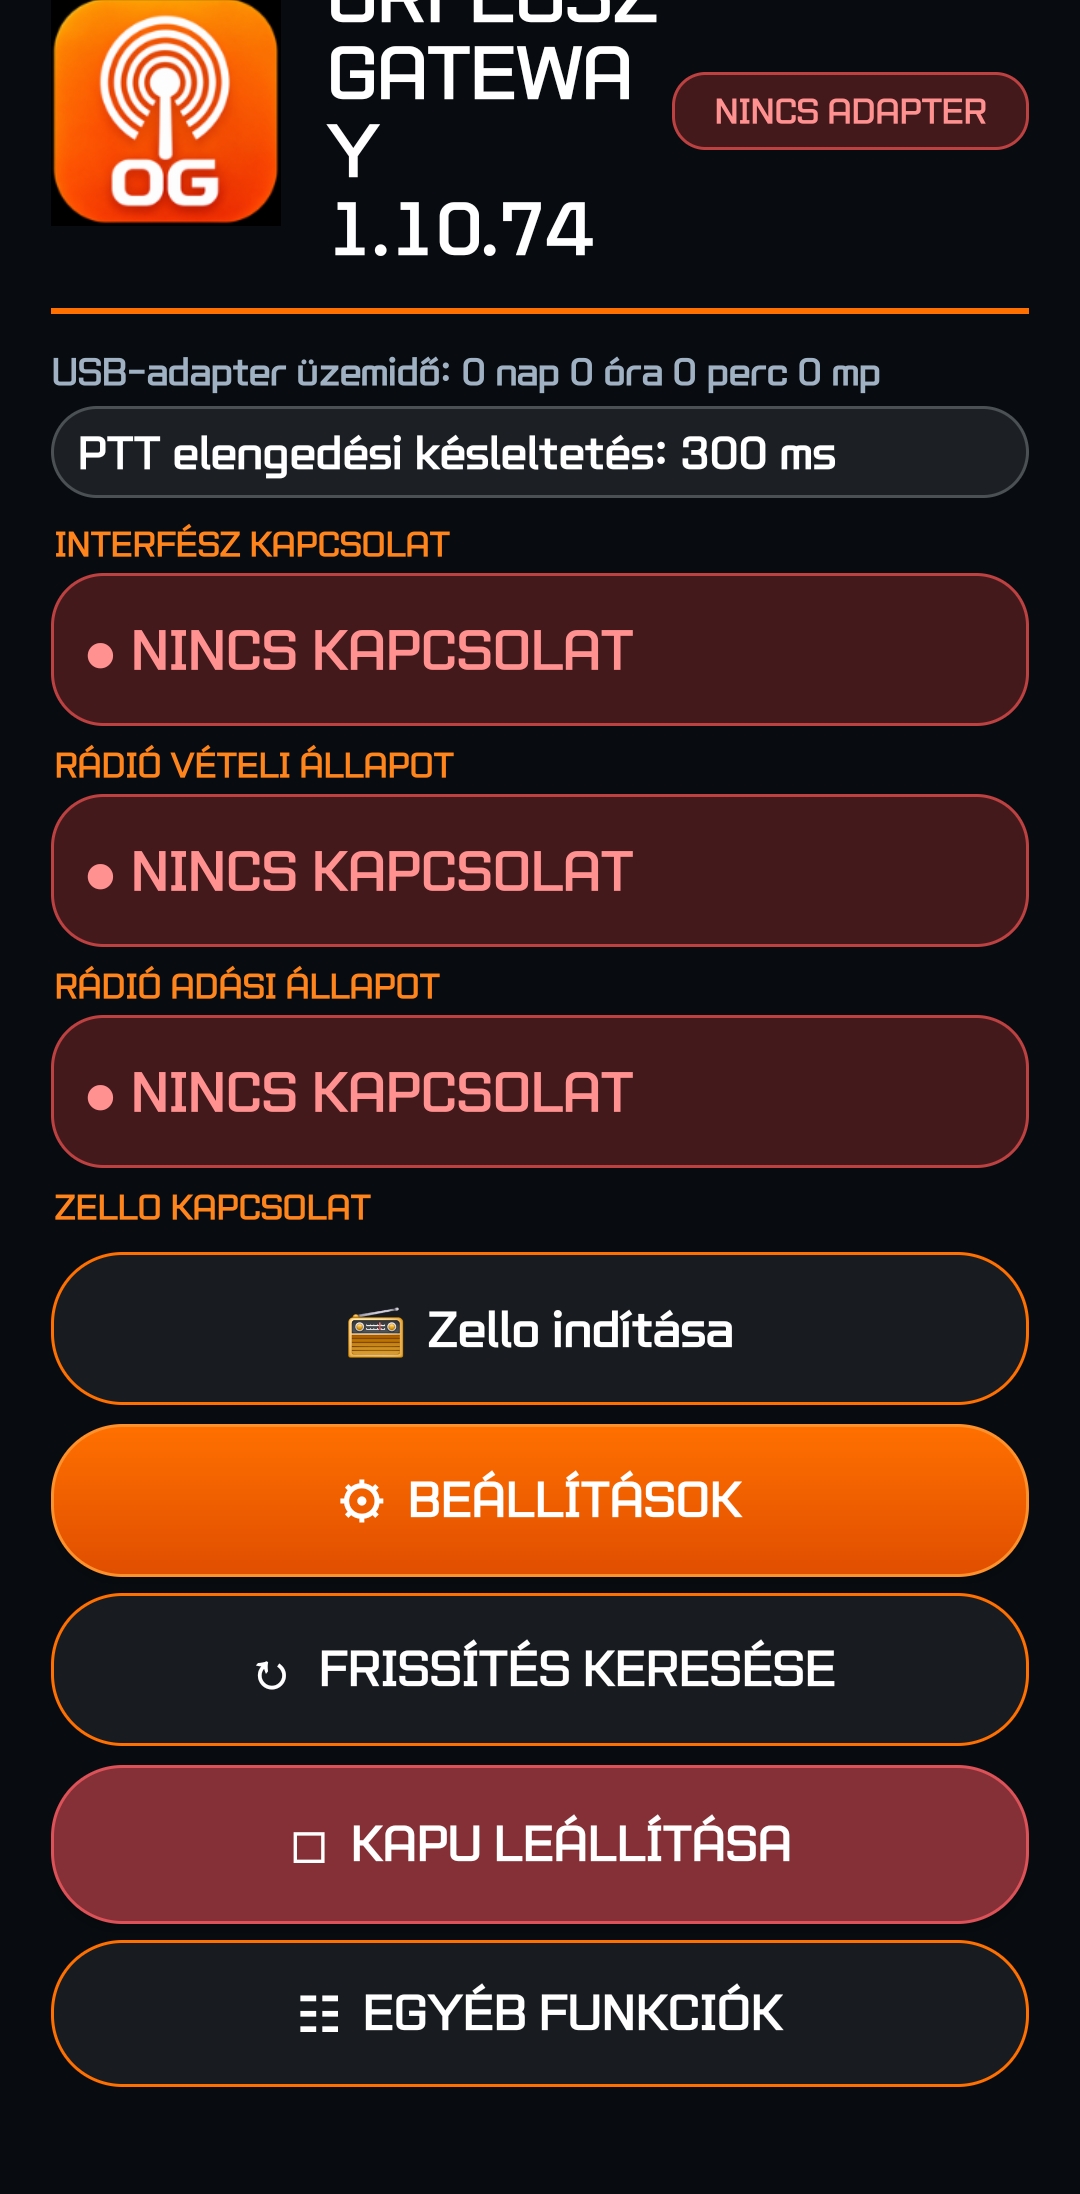 ORFEUSZ
GATEWA
Y
1.10.74
OG
NINCS ADAPTER
USB-adapter üzemidő: 0 nap 0 óra 0 perc 0 mp
PTT elengedési késleltetés: 300 ms
INTERFÉSZ KAPCSOLAT
● NINCS KAPCSOLAT
RÁDIÓ VÉTELI ÁLLAPOT
● NINCS KAPCSOLAT
RÁDIÓ ADÁSI ÁLLAPOT
● NINCS KAPCSOLAT
ZELLO KAPCSOLAT
📻 Zello indítása
⚙ BEÁLLÍTÁSOK
↻ FRISSÍTÉS KERESÉSE
□ KAPU LEÁLLÍTÁSA
☷ EGYÉB FUNKCIÓK